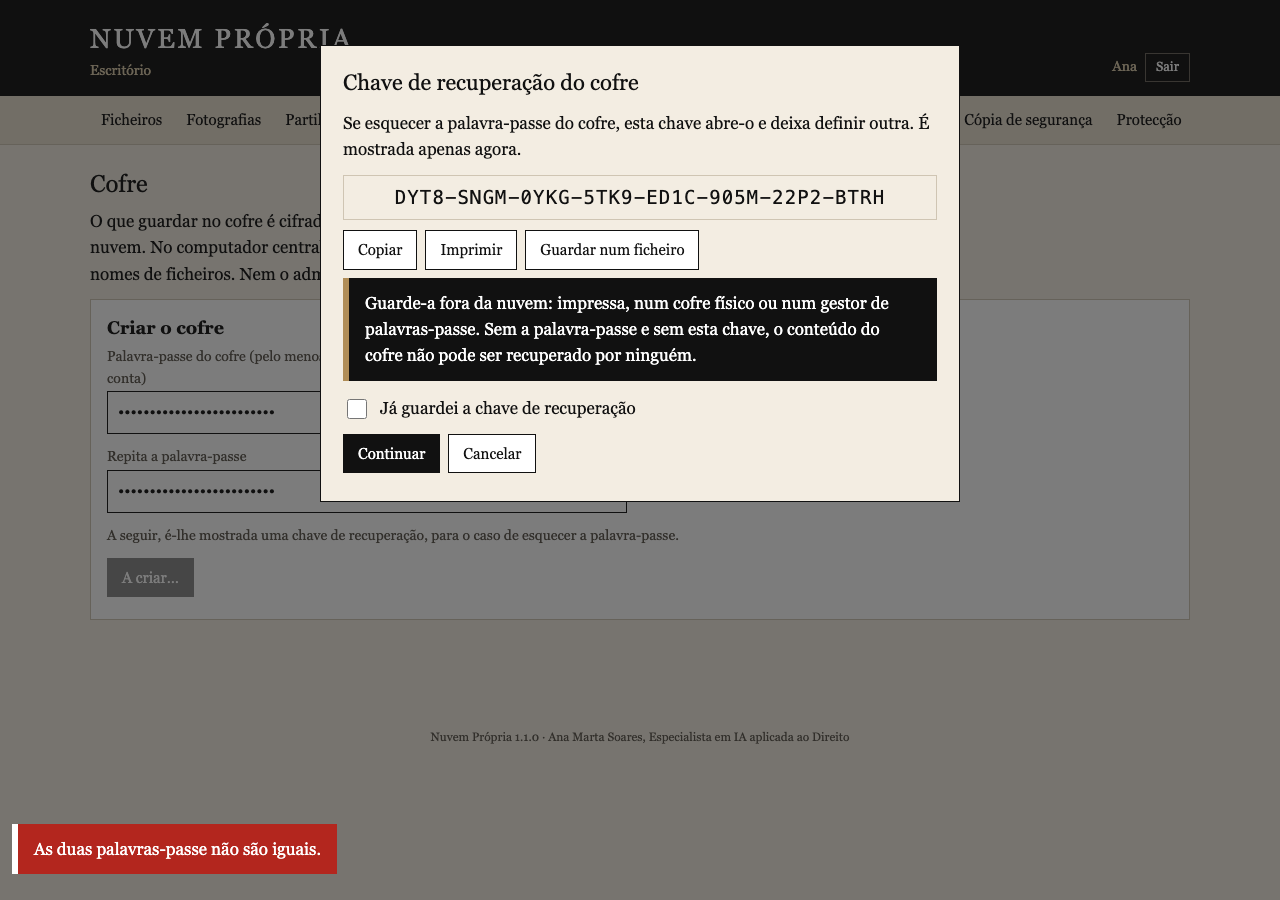 NUVEM PRÓPRIA
Escritório
Ana
Sair
Ficheiros
Fotografias
Cópia de segurança
Protecção
Chave de recuperação do cofre
Se esquecer a palavra-passe do cofre, esta chave abre-o e deixa definir outra. É
mostrada apenas agora.
DYT8-SNGM-0YKG-5TK9-ED1C-905M-22P2-BTRH
Copiar
Imprimir
Guardar num ficheiro
Guarde-a fora da nuvem: impressa, num cofre físico ou num gestor de
palavras-passe. Sem a palavra-passe e sem esta chave, o conteúdo do
cofre não pode ser recuperado por ninguém.
Já guardei a chave de recuperação
Continuar
Cancelar
Cofre
O que guardar no cofre é cifrad
nuvem. No computador centra
nomes de ficheiros. Nem o adm
Criar o cofre
Palavra-passe do cofre (pelo meno
conta)
Repita a palavra-passe
A seguir, é-lhe mostrada uma chave de recuperação, para o caso de esquecer a palavra-passe.
A criar...
Nuvem Própria 1.1.0 · Ana Marta Soares, Especialista em IA aplicada ao Direito
As duas palavras-passe não são iguais.